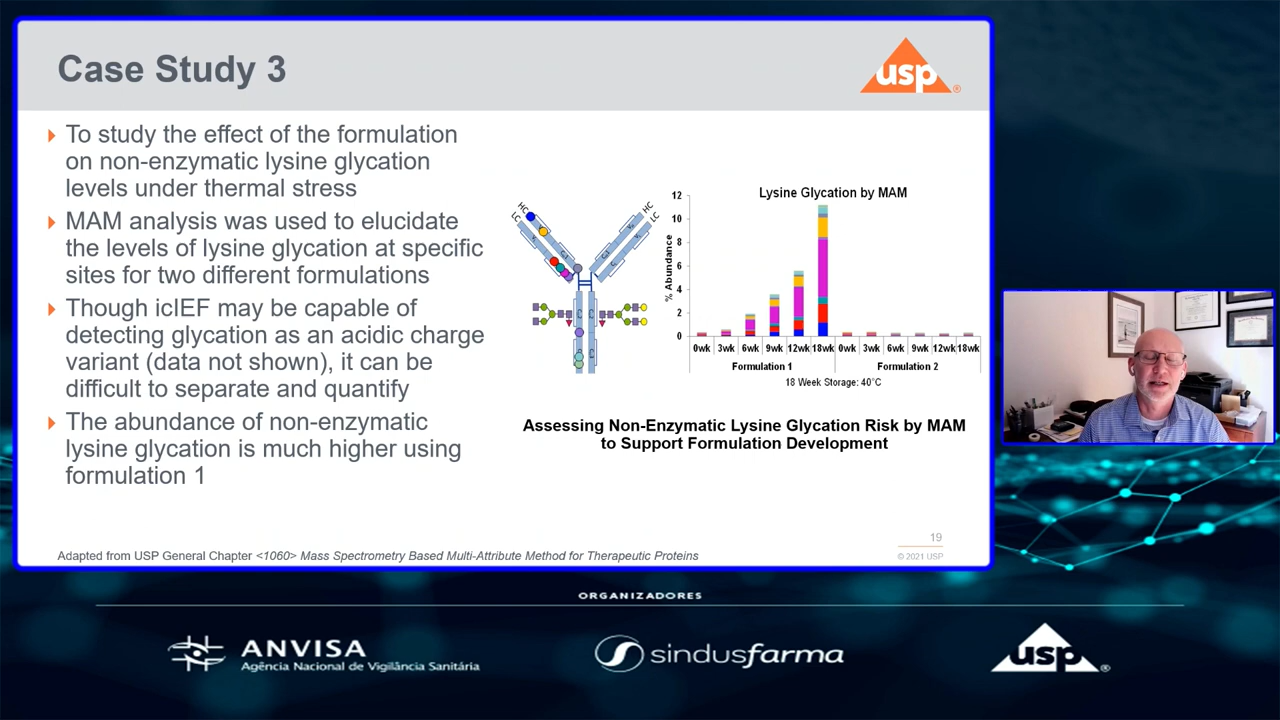 Case Study 3
usp®
To study the effect of the formulation
on non-enzymatic lysine glycation
levels under thermal stress
MAM analysis was used to elucidate
the levels of lysine glycation at specific
sites for two different formulations
Though icIEF may be capable of
detecting glycation as an acidic charge
variant (data not shown), it can be
difficult to separate and quantify
The abundance of non-enzymatic
lysine glycation is much higher using
formulation 1
HC
LC
HC
LC
Lysine Glycation by MAM
% Abundance
12
10
8
6
4
2
0
0wk 3wk 6wk 9wk 12wk 18wk 0wk 3wk 6wk 9wk 12wk 18wk
Formulation 1 Formulation 2
18 Week Storage: 40°C
Assessing Non-Enzymatic Lysine Glycation Risk by MAM
to Support Formulation Development
Adapted from USP General Chapter <1060> Mass Spectrometry Based Multi-Attribute Method for Therapeutic Proteins
19
© 2021 USP
ORGANIZADORES
ANVISA
Agência Nacional de Vigilância Sanitária
sindusfarma
usp®